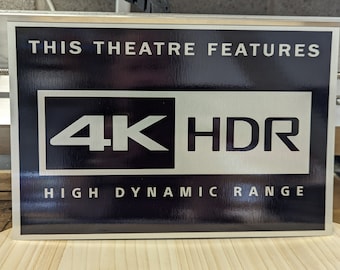 THIS THEATRE FEATURES
4K HDR
HIGH DYNAMIC RANGE